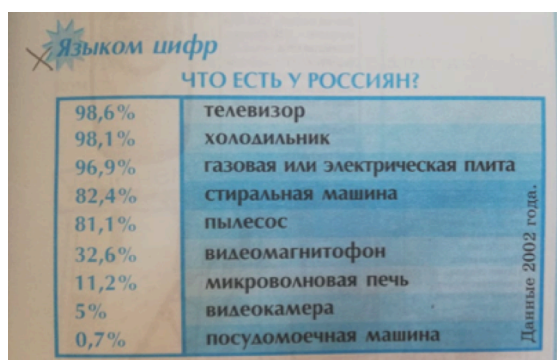 Языком цифр
ЧТО ЕСТЬ У РОССИЯН?
98,6% телевизор
98,1% холодильник
96,9% газовая или электрическая плита
82,4% стиральная машина
81,1% пылесос
32,6% видеомагнитофон
11,2% микроволновая печь
5% видеокамера
0,7% посудомоечная машина
Данные 2002 года.